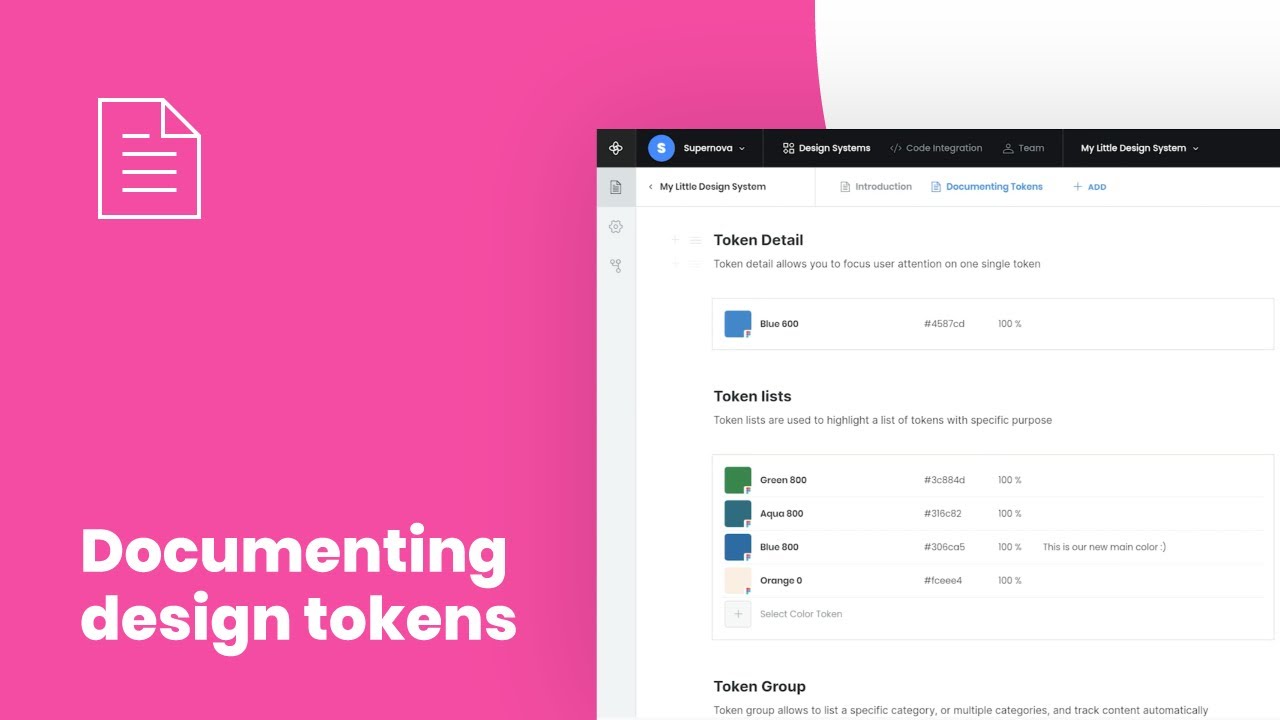 Documenting
design tokens
S Supernova Design Systems </> Code Integration Team My Little Design System
My Little Design System Introduction Documenting Tokens + ADD
Token Detail
Token detail allows you to focus user attention on one single token
Blue 600 #4587cd 100 %
Token lists
Token lists are used to highlight a list of tokens with specific purpose
Green 800 #3c884d 100 %
Aqua 800 #316c82 100 %
Blue 800 #306ca5 100 % This is our new main color :)
Orange 0 #fceee4 100 %
+ Select Color Token
Token Group
Token group allows to list a specific category, or multiple categories, and track content automatically